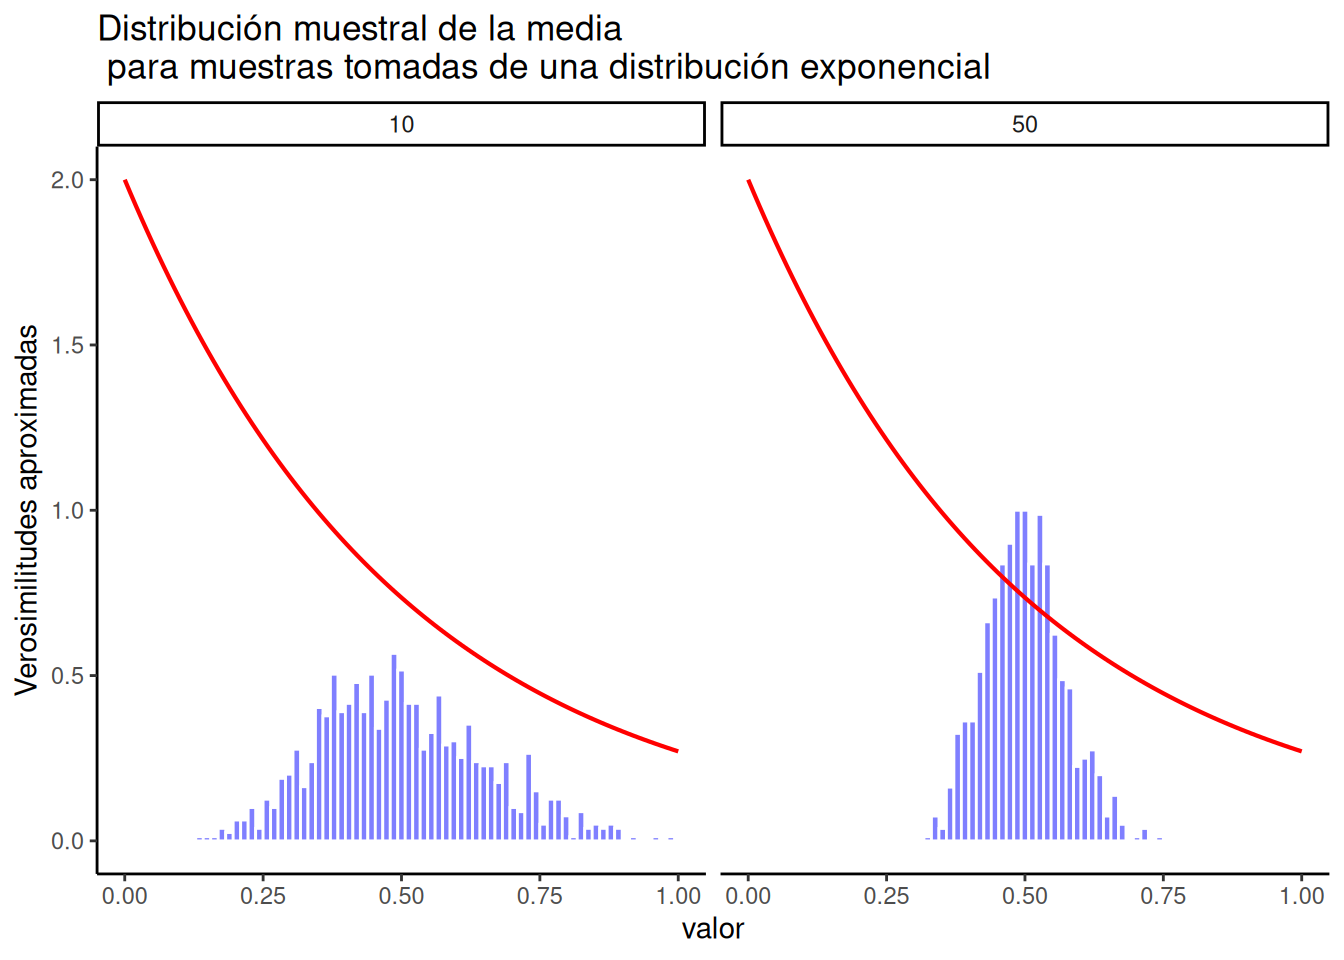 Distribución muestral de la media
para muestras tomadas de una distribución exponencial
10
50
Verosimilitudes aproximadas
2.0
1.5
1.0
0.5
0.0
0.00 0.25 0.50 0.75 1.00
0.00 0.25 0.50 0.75 1.00
valor